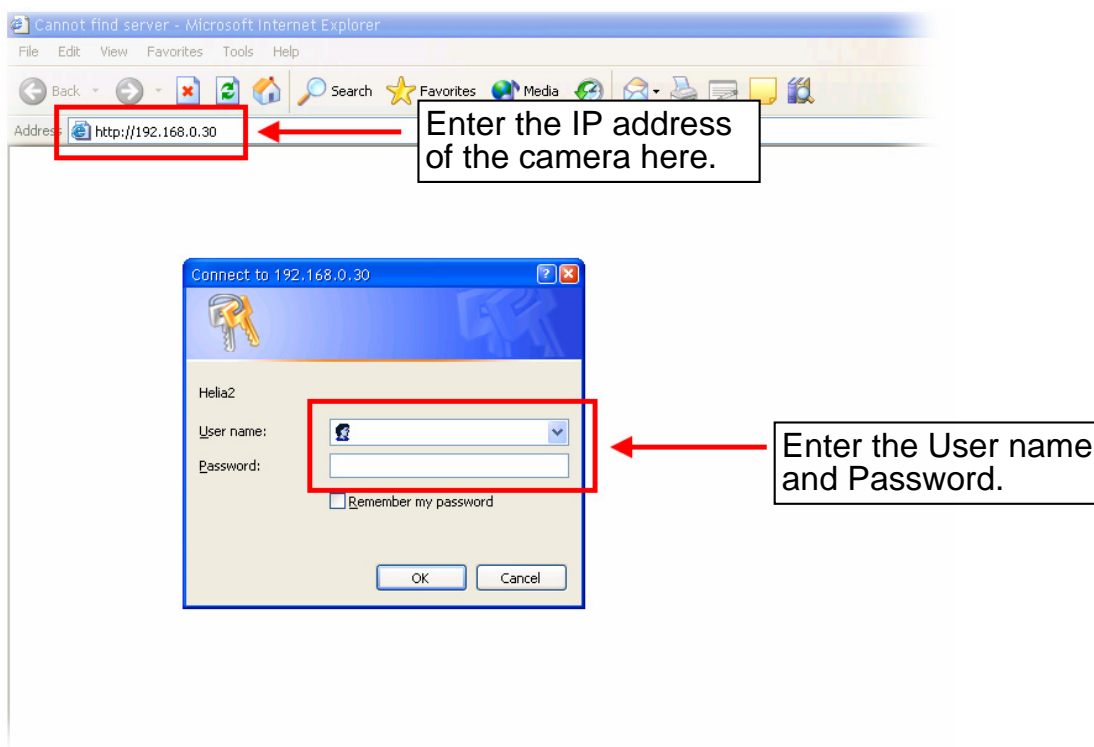 Cannot find server - Microsoft Internet Explorer
File Edit View Favorites Tools Help
Back Search Favorites Media
Address http://192.168.0.30
Enter the IP address
of the camera here.
Connect to 192.168.0.30
Helia2
User name:
Password:
Remember my password
OK Cancel
Enter the User name
and Password.